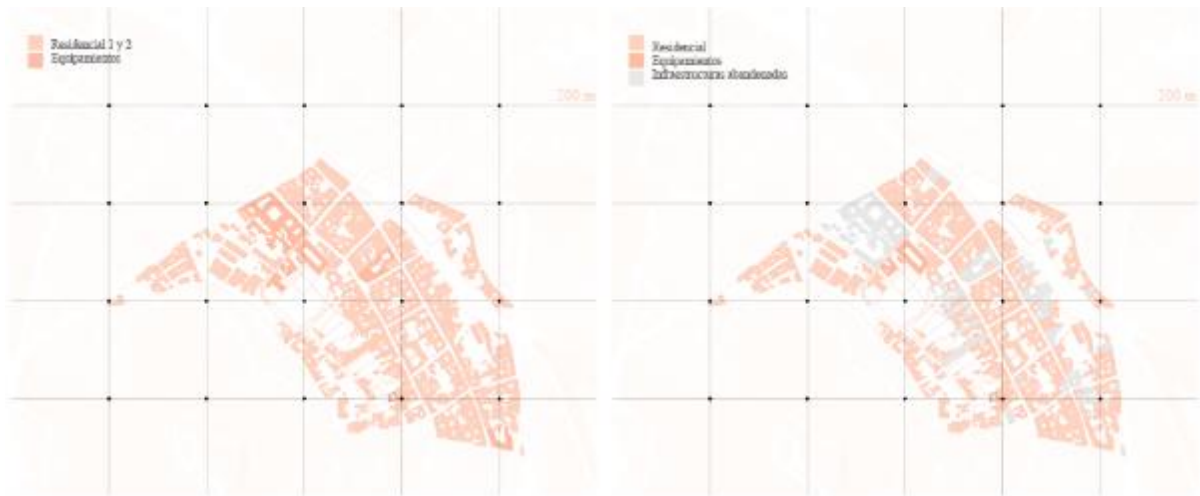 Residencial 1 y 2
Equipamientos
200 m
Residencial
Equipamientos
Infraestructuras abandonadas
200 m